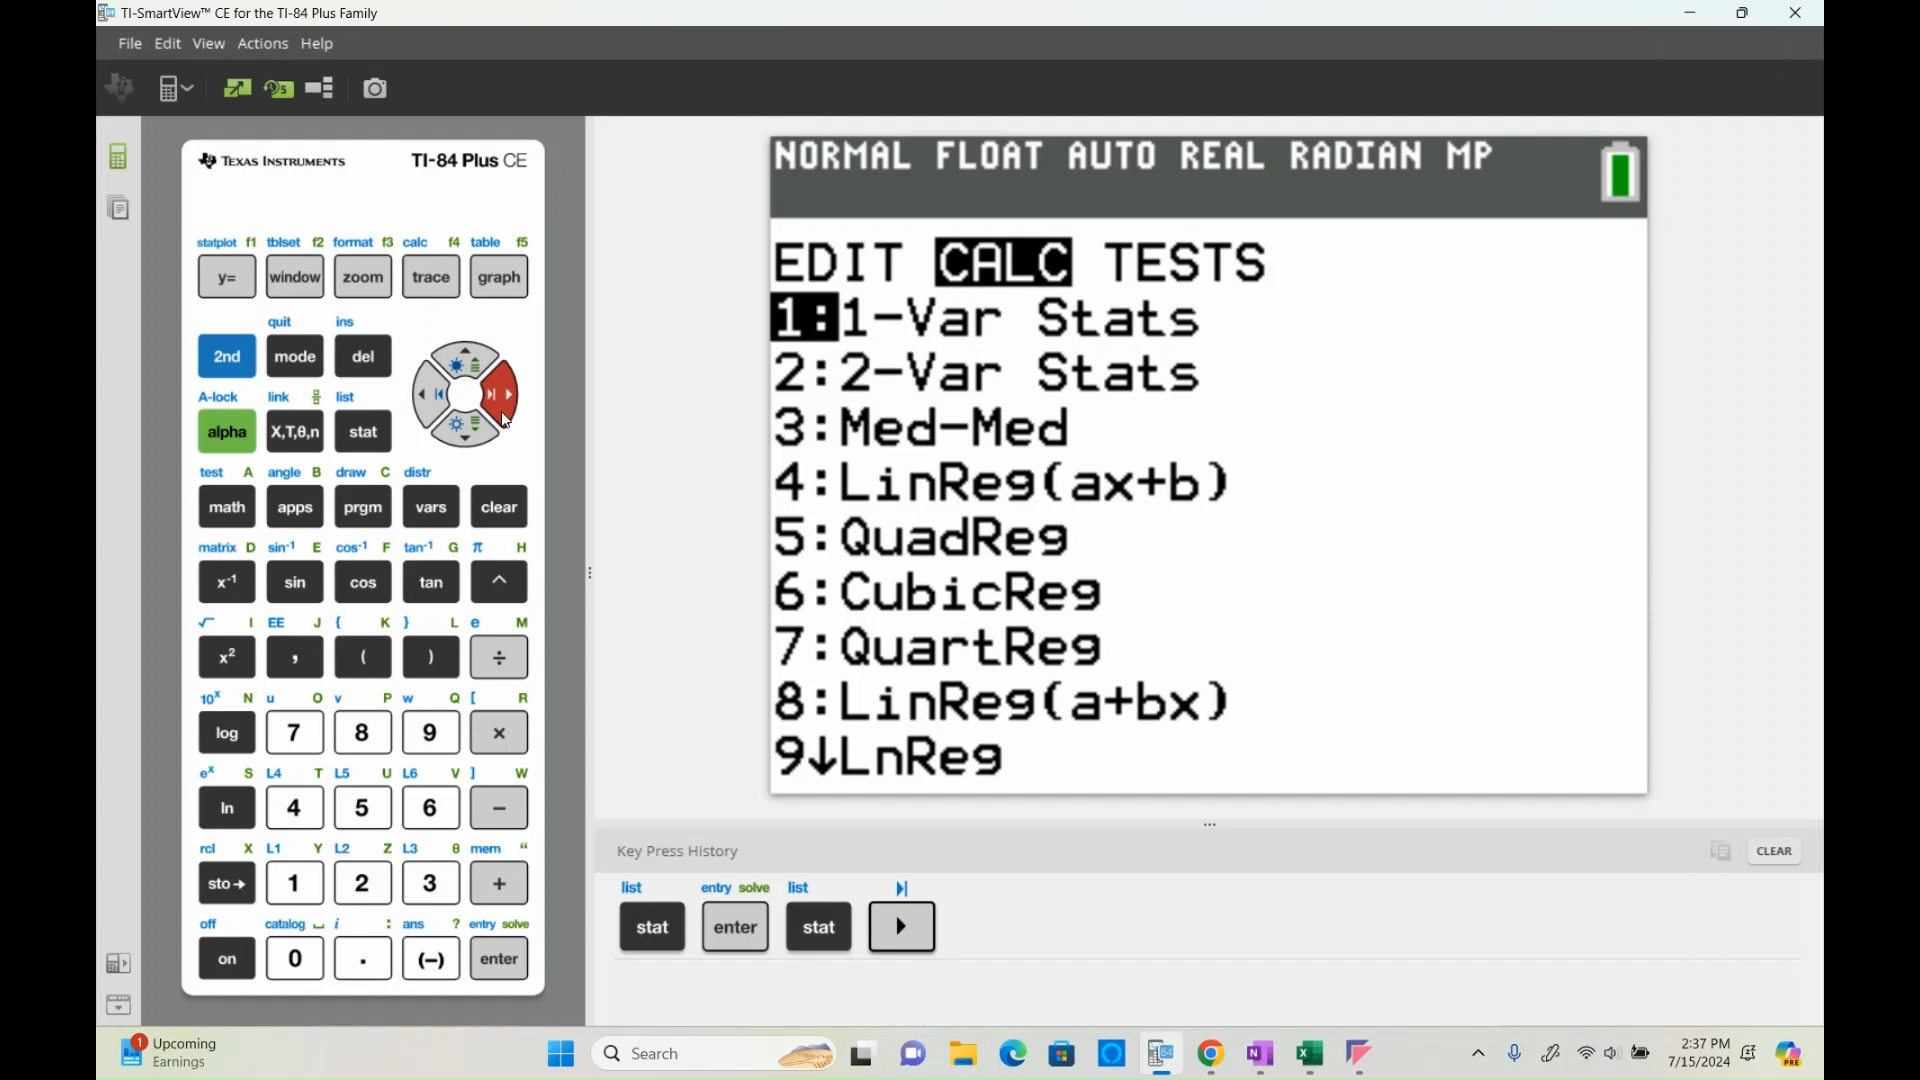 TI-SmartView™ CE for the TI-84 Plus Family
File Edit View Actions Help
TEXAS INSTRUMENTS TI-84 Plus CE
statplot f1 tblset f2 format f3 calc f4 table f5
y= window zoom trace graph
quit ins
2nd mode del
A-lock link list
alpha X,T,θ,n stat
test A angle B draw C distr
math apps prgm vars clear
matrix D sin-1 E cos-1 F tan-1 G π H
x-1 sin cos tan ^
√ I EE J { K } L e M
x2 , ( ) ÷
10x N u O v P w Q [ R
log 7 8 9 ×
ex S L4 T L5 U L6 V ] W
ln 4 5 6 −
rcl X L1 Y L2 Z L3 θ mem “
sto→ 1 2 3 +
off catalog ⎵ i : ans ? entry solve
on 0 . (−) enter
NORMAL FLOAT AUTO REAL RADIAN MP
EDIT CALC TESTS
1:1-Var Stats
2:2-Var Stats
3:Med-Med
4:LinReg(ax+b)
5:QuadReg
6:CubicReg
7:QuartReg
8:LinReg(a+bx)
9↓LnReg
Key Press History
CLEAR
list entry solve list
stat enter stat
1 Upcoming
Earnings
Search
84
2:37 PM
7/15/2024
PRE